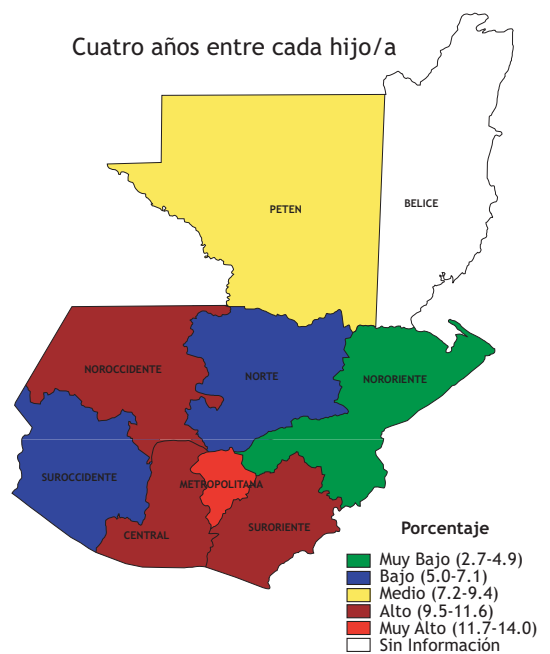 Cuatro años entre cada hijo/a
PETEN
BELICE
NOROCCIDENTE
NORTE
NORORIENTE
SUROCCIDENTE
METROPOLITANA
CENTRAL
SURORIENTE
Porcentaje
Muy Bajo (2.7-4.9)
Bajo (5.0-7.1)
Medio (7.2-9.4)
Alto (9.5-11.6)
Muy Alto (11.7-14.0)
Sin Información